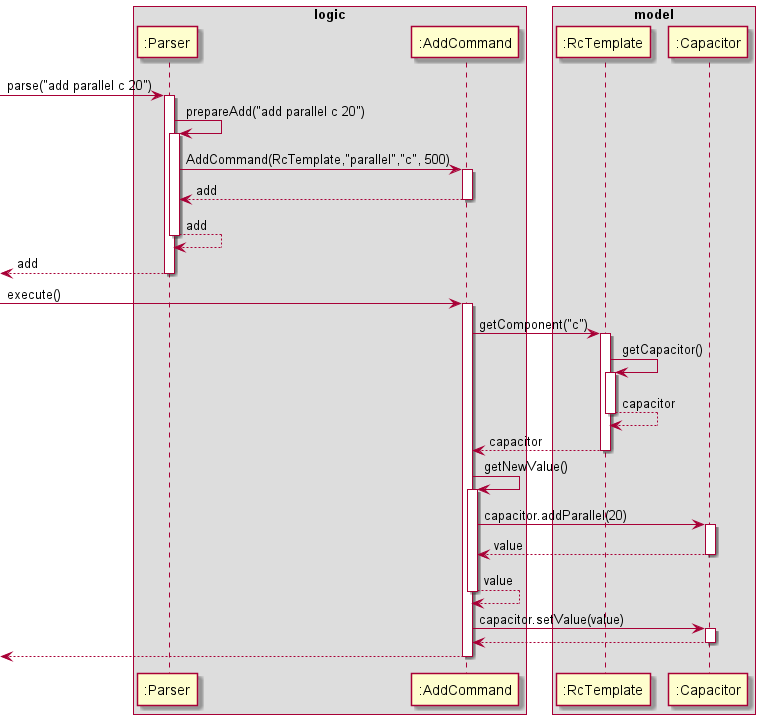 logic
model
:Parser
:AddCommand
:RcTemplate
:Capacitor
parse("add parallel c 20")
prepareAdd("add parallel c 20")
AddCommand(RcTemplate,"parallel","c", 500)
add
add
add
execute()
getComponent("c")
getCapacitor()
capacitor
capacitor
getNewValue()
capacitor.addParallel(20)
value
value
capacitor.setValue(value)
:Parser
:AddCommand
:RcTemplate
:Capacitor